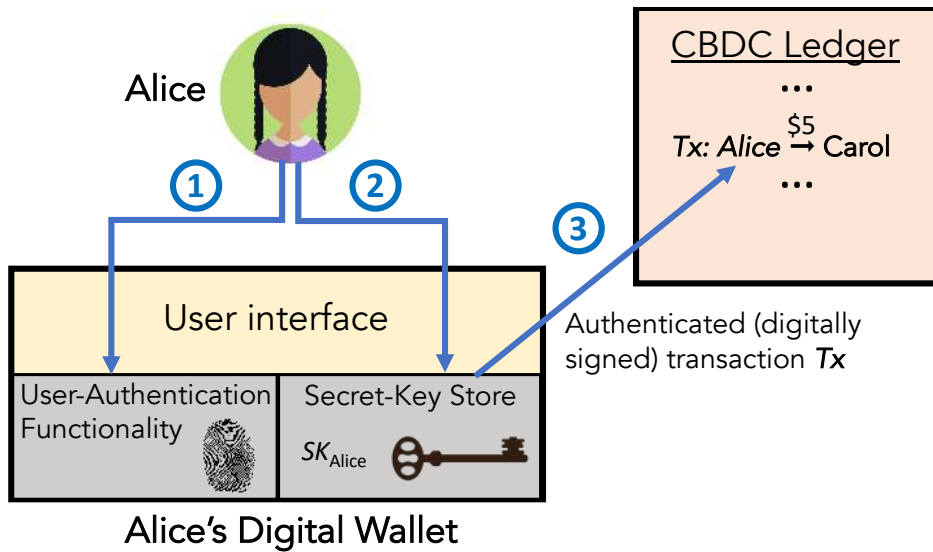 Alice
1
2
3
CBDC Ledger
...
$5
Tx: Alice → Carol
...
User interface
Authenticated (digitally
signed) transaction Tx
User-Authentication
Functionality
Secret-Key Store
SK_Alice
Alice's Digital Wallet